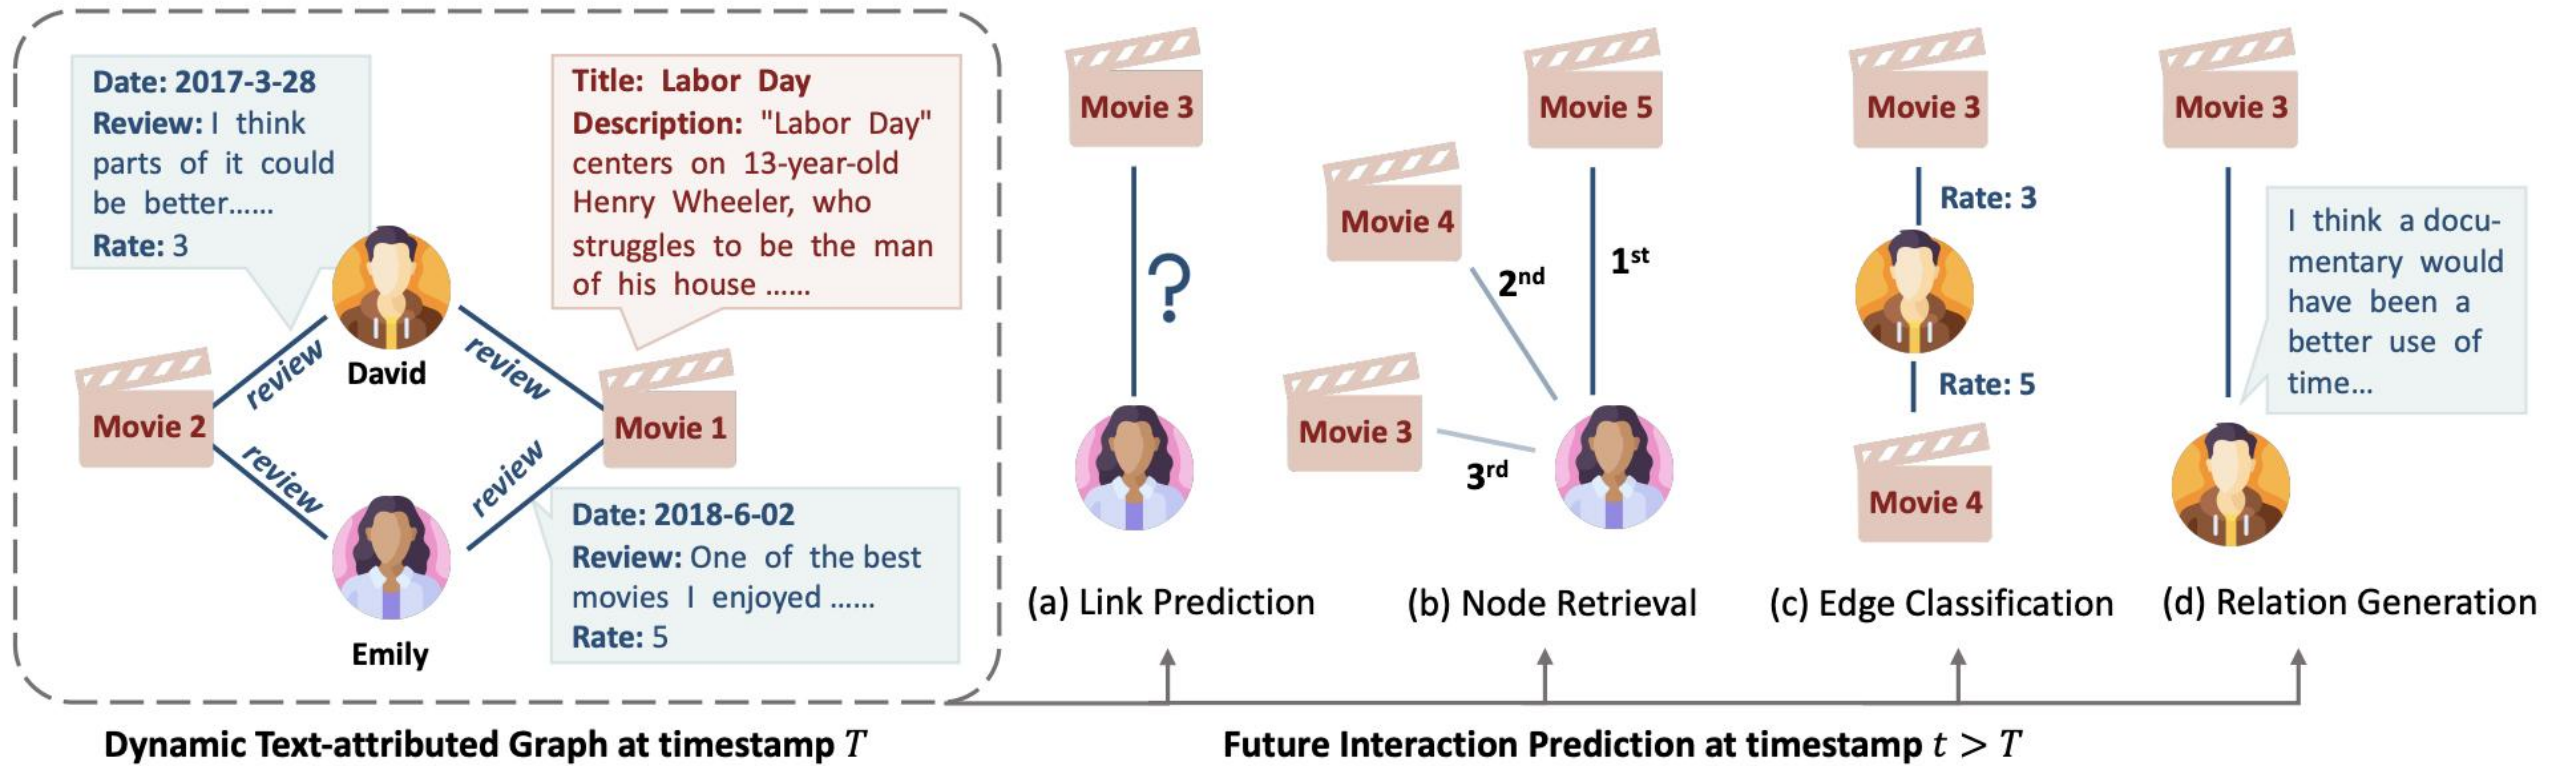 Date: 2017-3-28
Review: I think
parts of it could
be better......
Rate: 3
Title: Labor Day
Description: "Labor Day"
centers on 13-year-old
Henry Wheeler, who
struggles to be the man
of his house ......
David
review
review
Movie 2
Movie 1
review
review
Emily
Date: 2018-6-02
Review: One of the best
movies I enjoyed ......
Rate: 5
Dynamic Text-attributed Graph at timestamp T
Movie 3
?
(a) Link Prediction
Movie 5
Movie 4
1st
2nd
Movie 3
3rd
(b) Node Retrieval
Movie 3
Rate: 3
Rate: 5
Movie 4
(c) Edge Classification
Movie 3
I think a docu-
mentary would
have been a
better use of
time...
(d) Relation Generation
Future Interaction Prediction at timestamp t > T